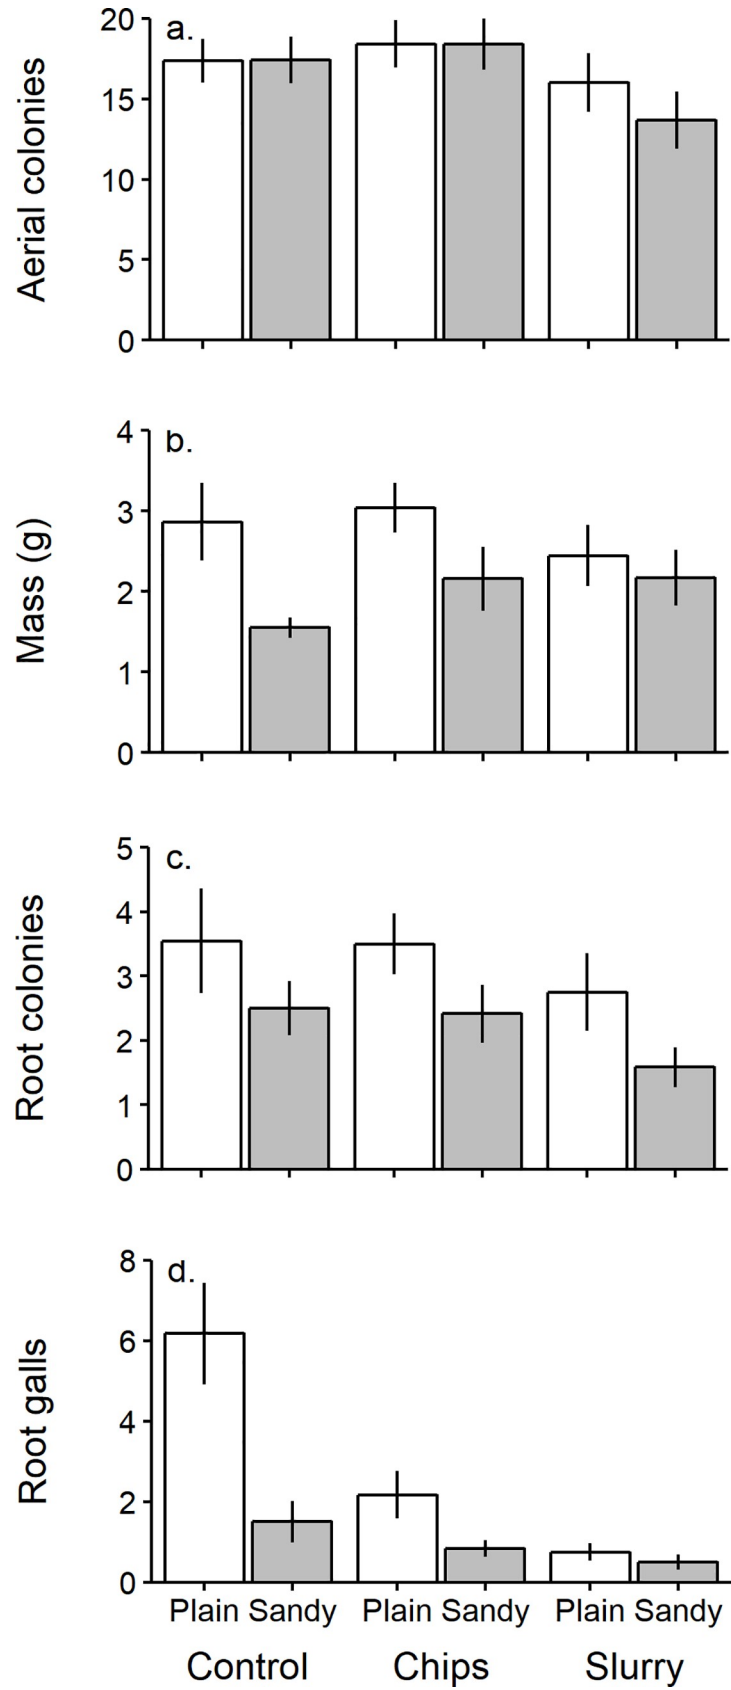 a.
Aerial colonies
20
15
10
5
0
b.
Mass (g)
4
3
2
1
0
c.
Root colonies
5
4
3
2
1
0
d.
Root galls
8
6
4
2
0
Plain Sandy Plain Sandy Plain Sandy
Control Chips Slurry